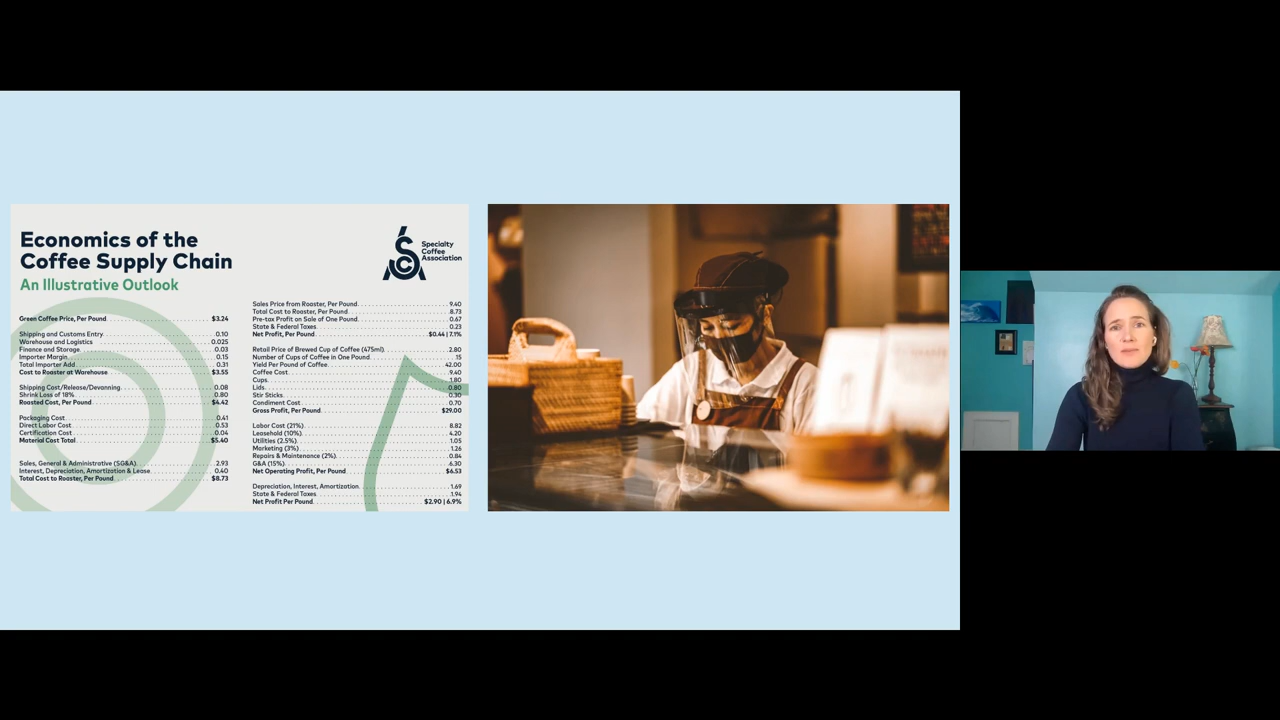 Economics of the
Coffee Supply Chain
An Illustrative Outlook
Specialty
Coffee
Association
Green Coffee Price, Per Pound $3.24
Shipping and Customs Entry 0.10
Warehouse and Logistics 0.025
Finance and Storage 0.03
Importer Margin 0.15
Total Importer Add 0.31
Cost to Roaster at Warehouse $3.55
Shipping Cost/Release/Devanning 0.08
Shrink Loss of 18% 0.80
Roasted Cost, Per Pound $4.42
Packaging Cost 0.41
Direct Labor Cost 0.53
Certification Cost 0.04
Material Cost Total $5.40
Sales, General & Administrative (SG&A) 2.93
Interest, Depreciation, Amortization & Lease 0.40
Total Cost to Roaster, Per Pound $8.73
Sales Price from Roaster, Per Pound 9.40
Total Cost to Roaster, Per Pound 8.73
Pre-tax Profit on Sale of One Pound 0.67
State & Federal Taxes 0.23
Net Profit, Per Pound $0.44 | 7.1%
Retail Price of Brewed Cup of Coffee (475ml) 2.80
Number of Cups of Coffee in One Pound 15
Yield Per Pound of Coffee 42.00
Coffee Cost 9.40
Cups 1.80
Lids 0.80
Stir Sticks 0.30
Condiment Cost 0.70
Gross Profit, Per Pound $29.00
Labor Cost (21%) 8.82
Leasehold (10%) 4.20
Utilities (2.5%) 1.05
Marketing (3%) 1.26
Repairs & Maintenance (2%) 0.84
G&A (15%) 6.30
Net Operating Profit, Per Pound $6.53
Depreciation, Interest, Amortization 1.69
State & Federal Taxes 1.94
Net Profit Per Pound $2.90 | 6.9%